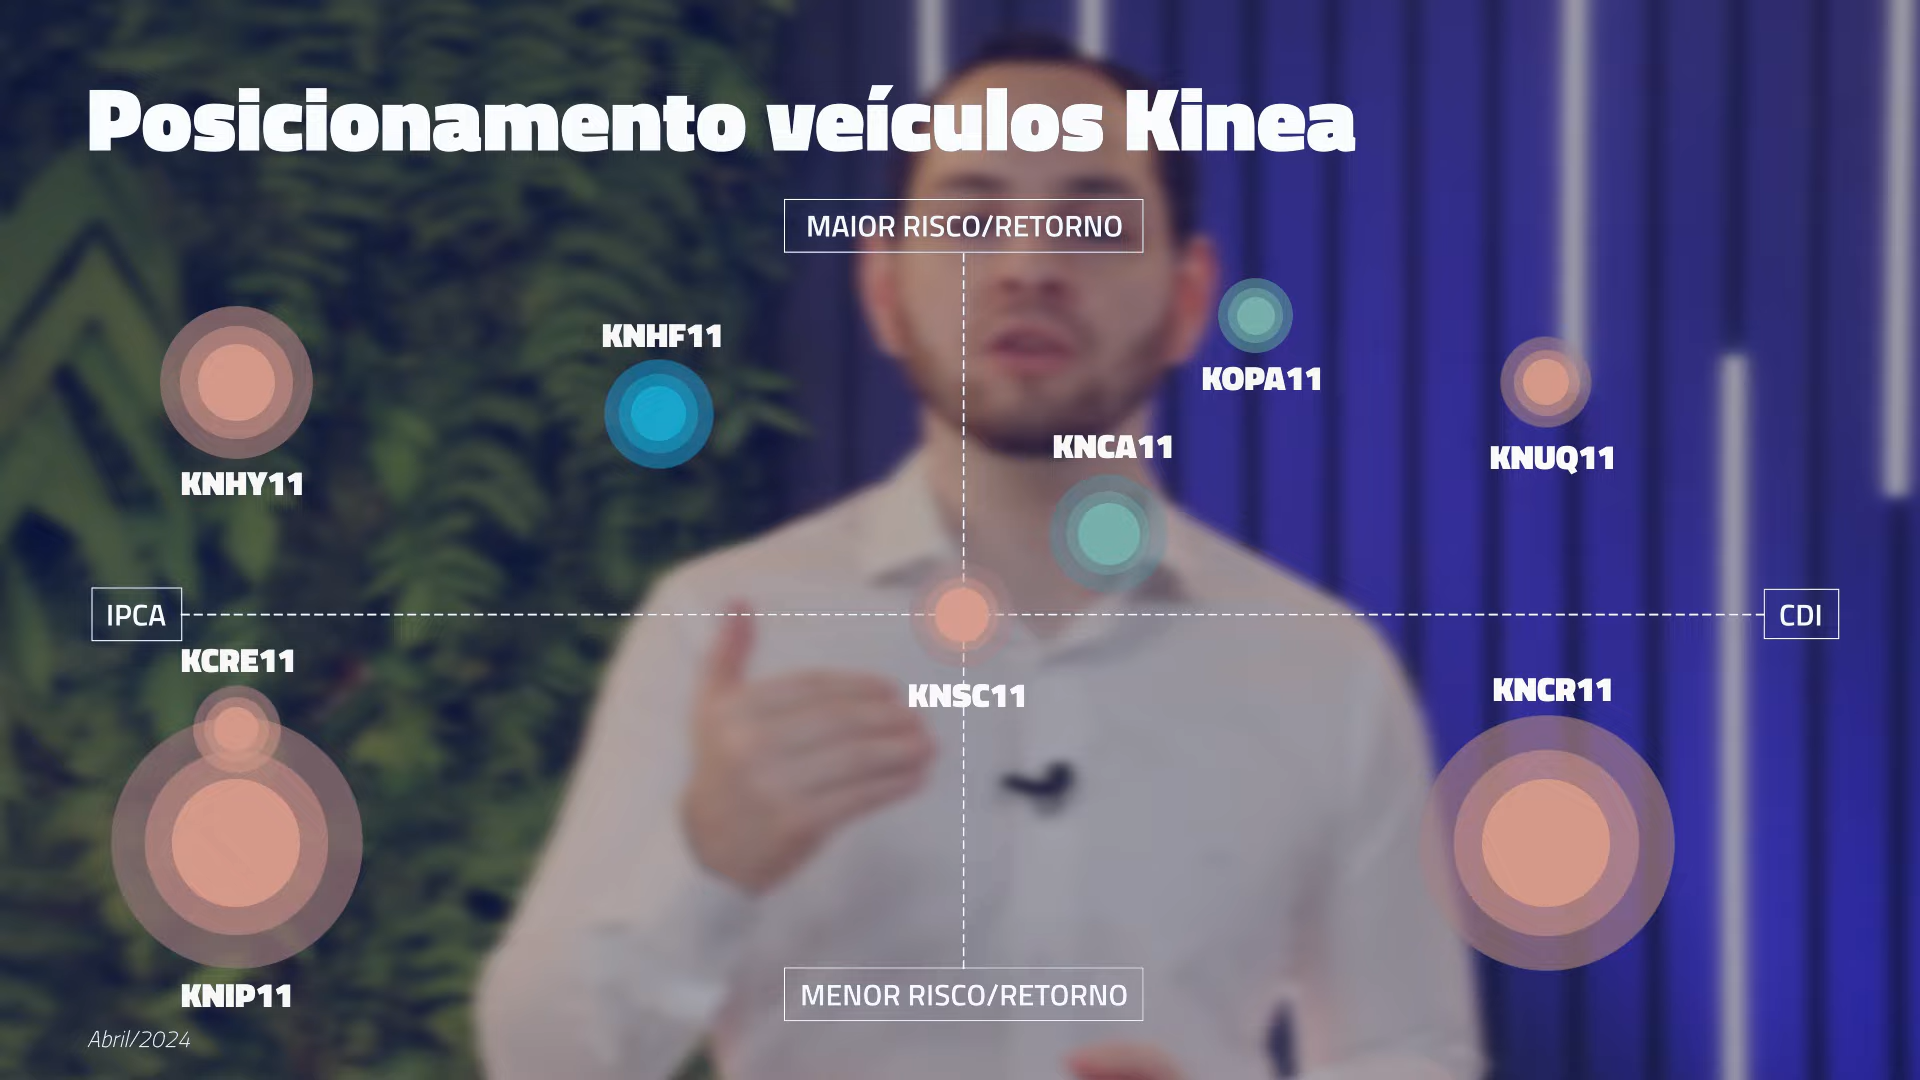 Posicionamento veículos Kinea
MAIOR RISCO/RETORNO
KNHF11
KOPA11
KNCA11
KNUQ11
KNHY11
IPCA
CDI
KCRE11
KNSC11
KNCR11
KNIP11
MENOR RISCO/RETORNO
Abril/2024